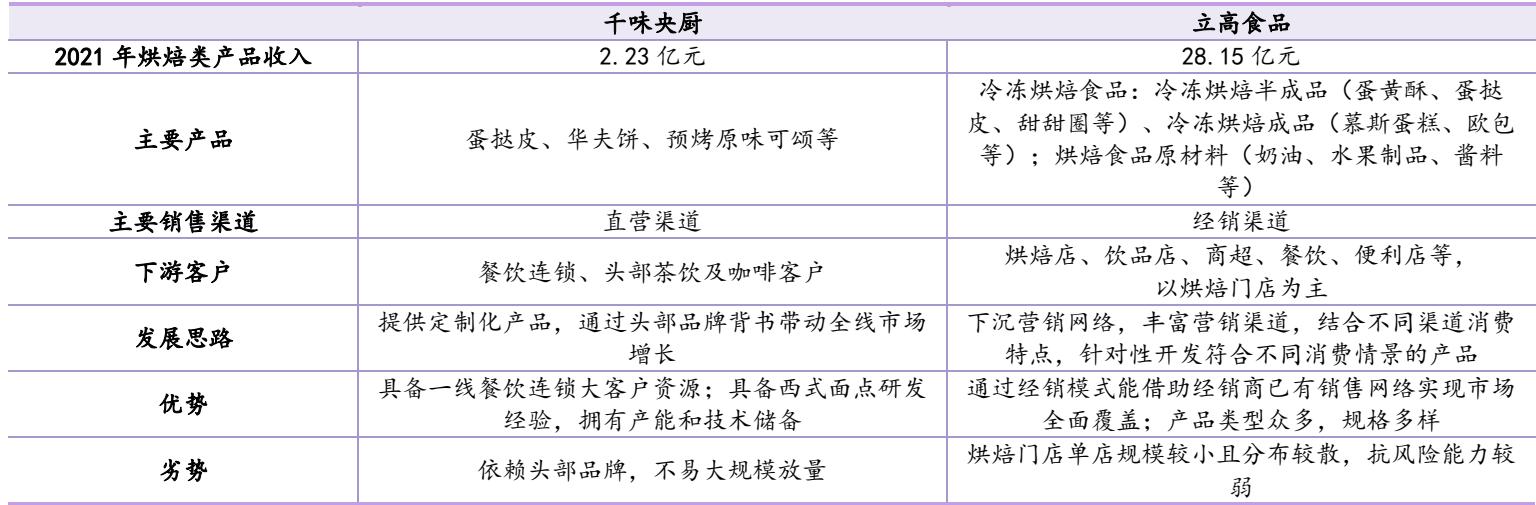 千味央厨 立高食品
2021 年烘焙类产品收入 2.23 亿元 28.15 亿元
主要产品 蛋挞皮、华夫饼、预烤原味可颂等
冷冻烘焙食品：冷冻烘焙半成品（蛋黄酥、蛋挞
皮、甜甜圈等）、冷冻烘焙成品（慕斯蛋糕、欧包
等）；烘焙食品原材料（奶油、水果制品、酱料
等）
主要销售渠道 直营渠道 经销渠道
下游客户 餐饮连锁、头部茶饮及咖啡客户
烘焙店、饮品店、商超、餐饮、便利店等，
以烘焙门店为主
发展思路
提供定制化产品，通过头部品牌背书带动全线市场
增长
下沉营销网络，丰富营销渠道，结合不同渠道消费
特点，针对性开发符合不同消费情景的产品
优势
具备一线餐饮连锁大客户资源；具备西式面点研发
经验，拥有产能和技术储备
通过经销模式能借助经销商已有销售网络实现市场
全面覆盖；产品类型众多，规格多样
劣势 依赖头部品牌，不易大规模放量
烘焙门店单店规模较小且分布较散，抗风险能力较
弱